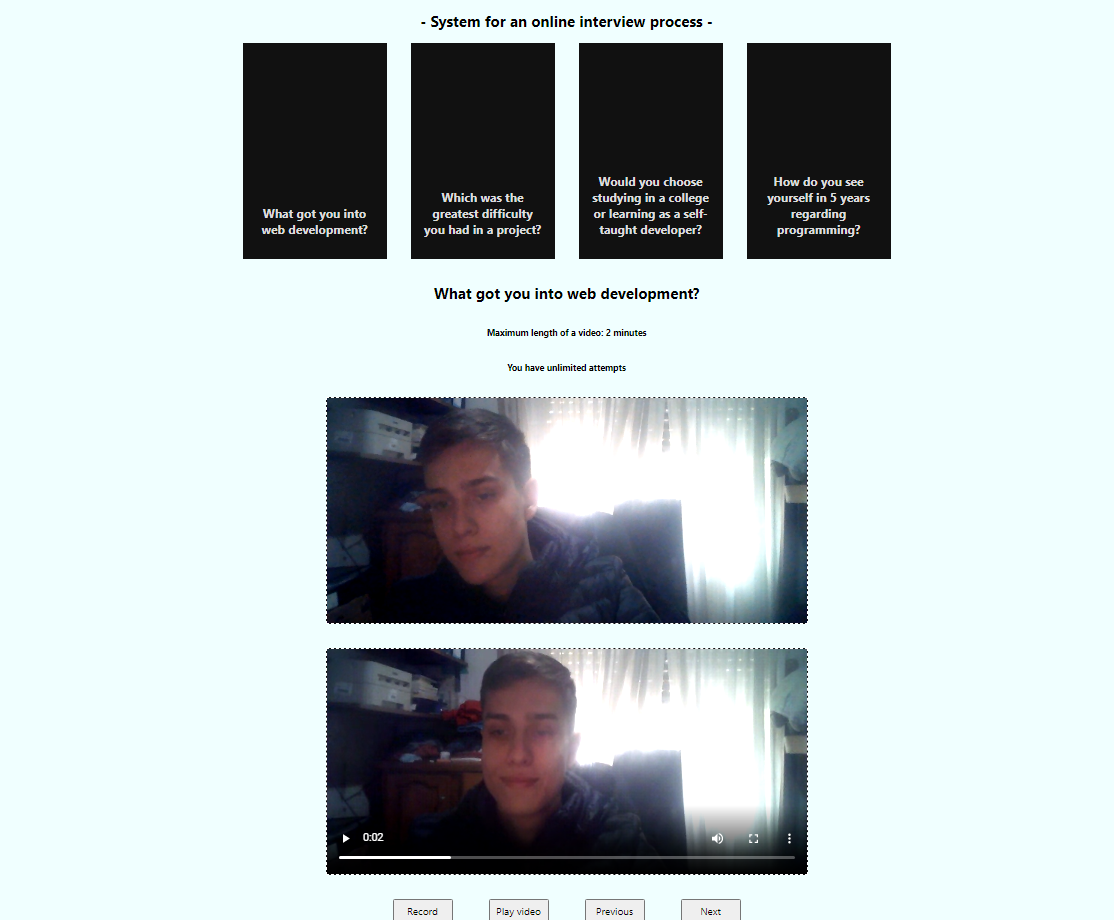 - System for an online interview process -
What got you into
web development?
Which was the
greatest difficulty
you had in a project?
Would you choose
studying in a college
or learning as a self-
taught developer?
How do you see
yourself in 5 years
regarding
programming?
What got you into web development?
Maximum length of a video: 2 minutes
You have unlimited attempts
0:02
Record
Play video
Previous
Next